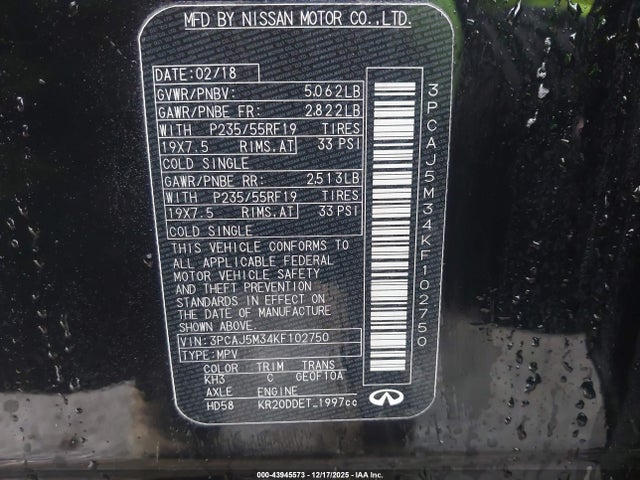 MFD BY NISSAN MOTOR CO.,LTD.
DATE: 02/18
GVWR/PNBV: 5,062LB
GAWR/PNBE FR: 2,822LB
WITH P235/55RF19 TIRES
19X7.5 RIMS.AT 33 PSI
COLD SINGLE
GAWR/PNBE RR: 2,513LB
WITH P235/55RF19 TIRES
19X7.5 RIMS.AT 33 PSI
COLD SINGLE
THIS VEHICLE CONFORMS TO
ALL APPLICABLE FEDERAL
MOTOR VEHICLE SAFETY
AND THEFT PREVENTION
STANDARDS IN EFFECT ON
THE DATE OF MANUFACTURE
SHOWN ABOVE.
VIN: 3PCAJ5M34KF102750
TYPE: MPV
COLOR TRIM TRANS
KH3 C GE0F10A
AXLE ENGINE
HD58 KR20DDET_1997cc
3PCAJ5M34KF102750
000-43945573 - 12/17/2025 - IAA Inc.